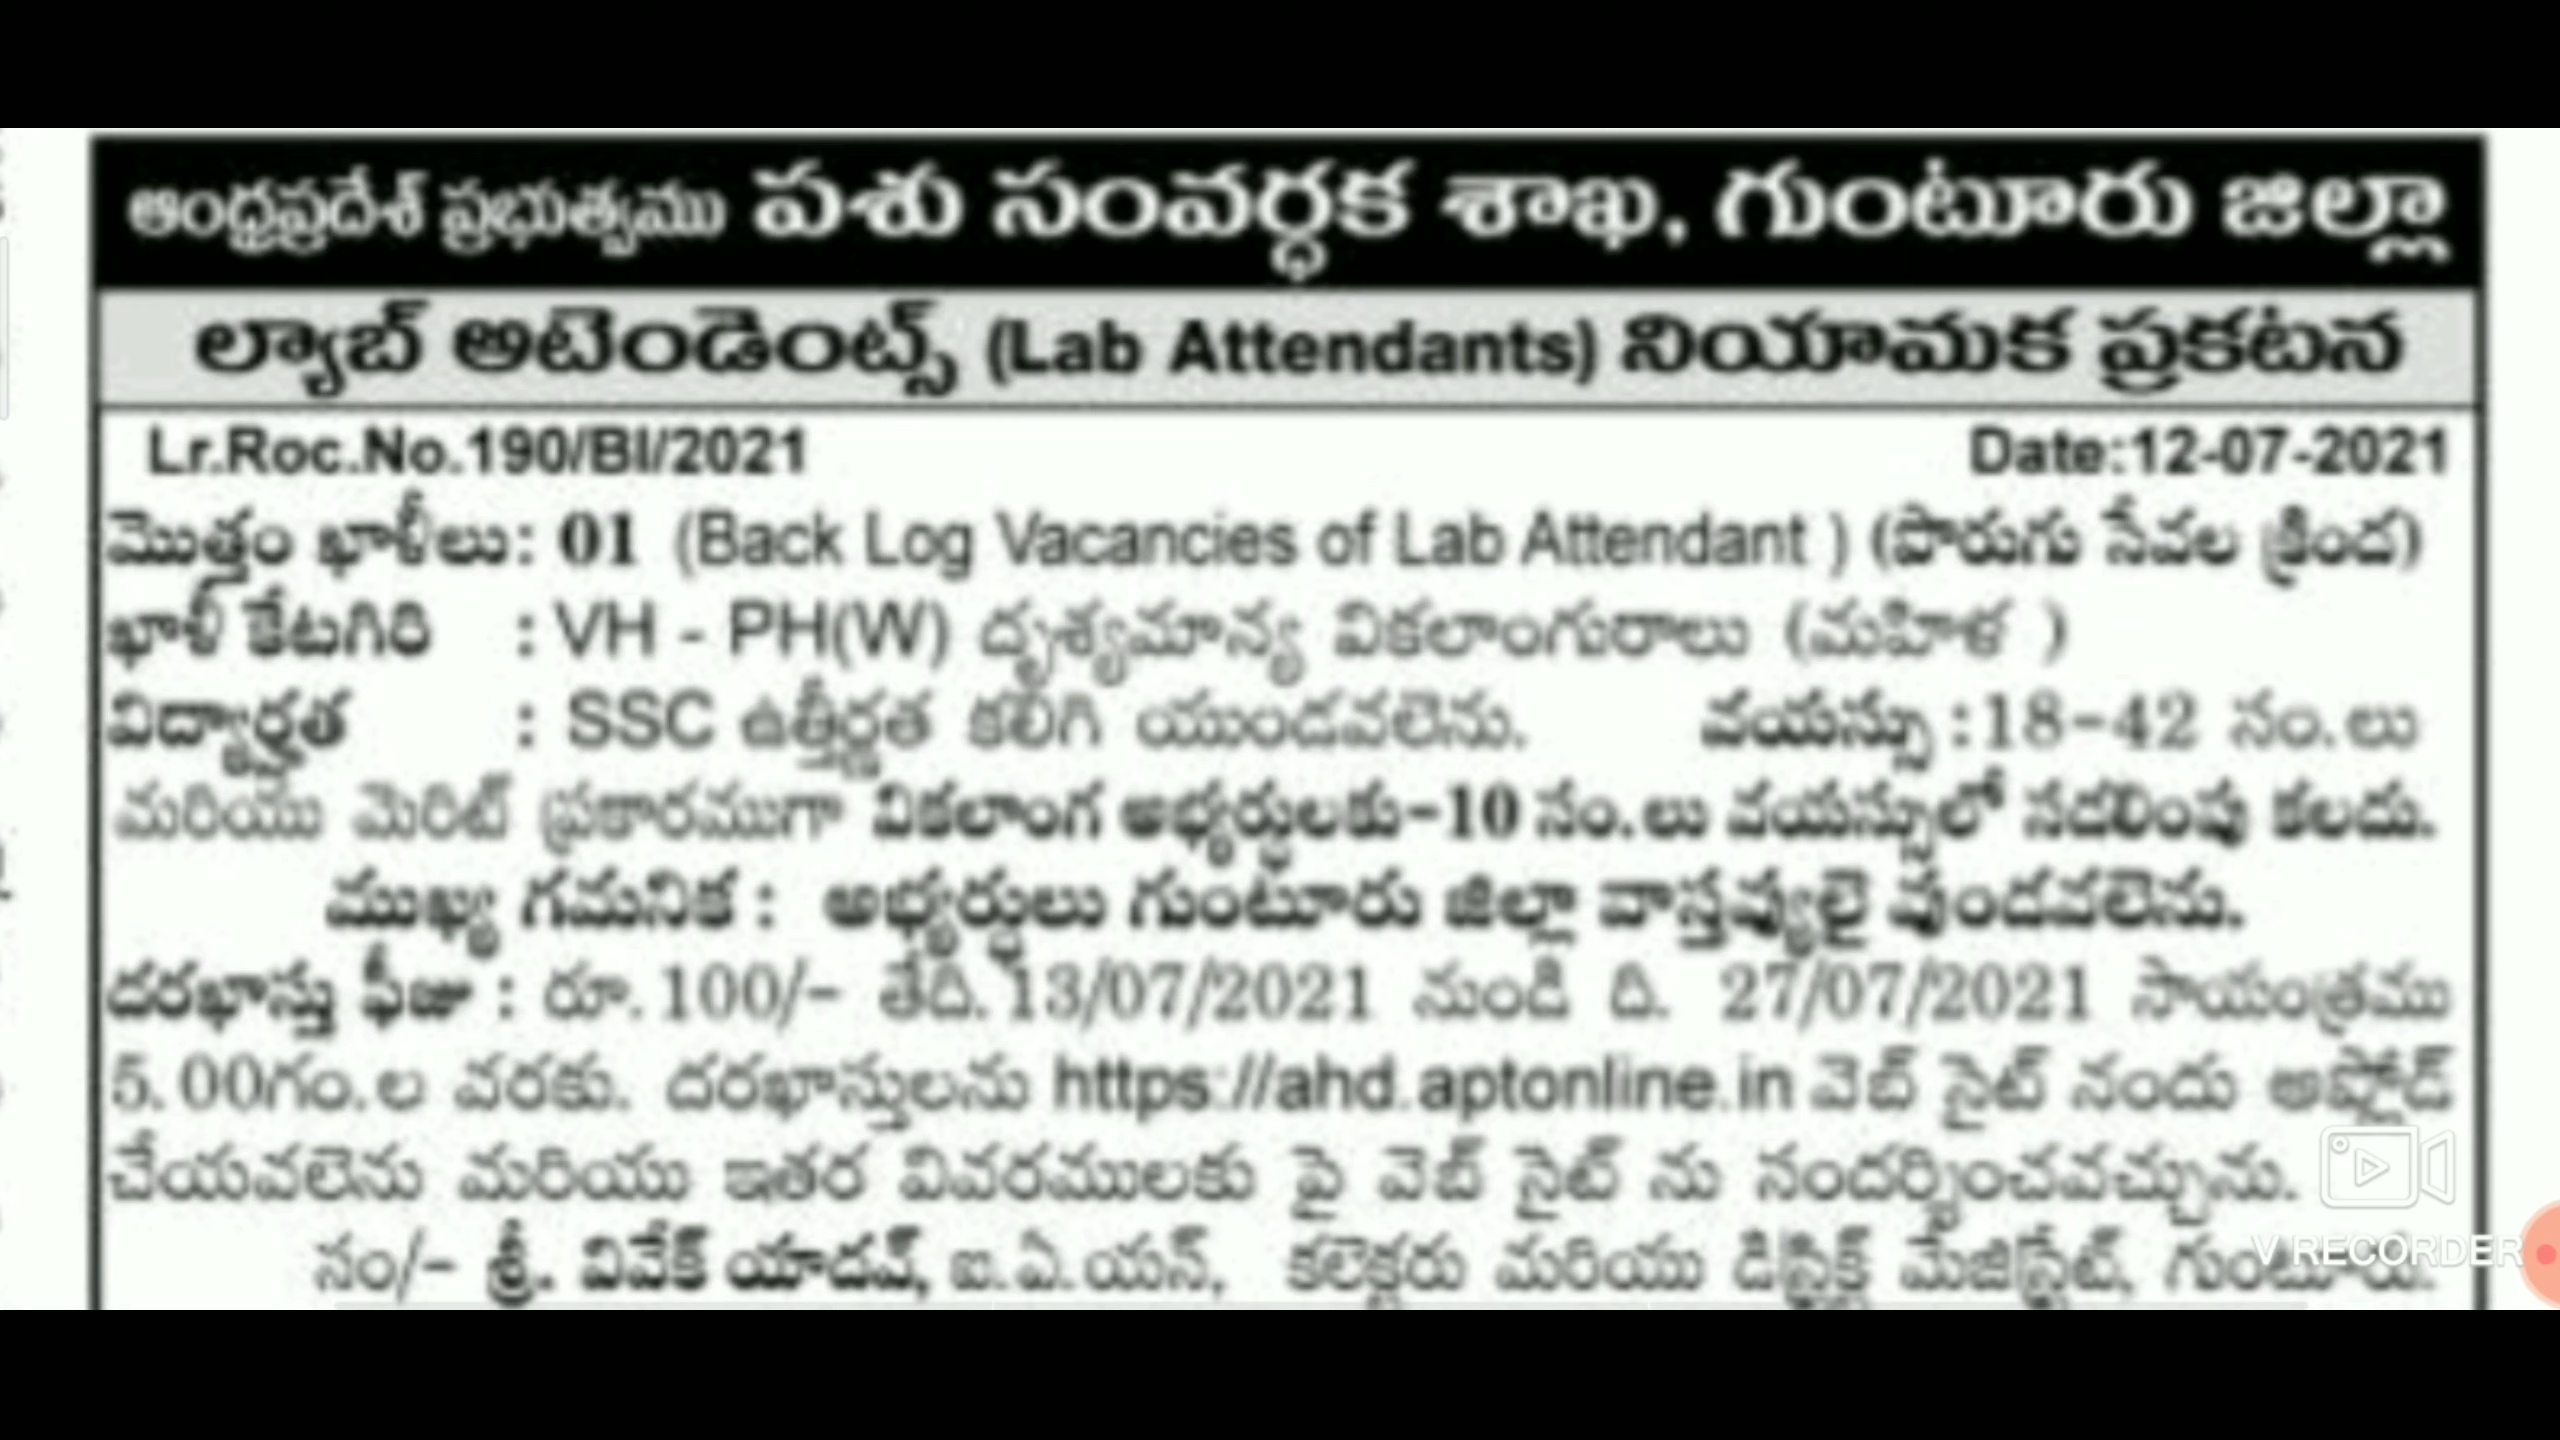 ఆంధ్రప్రదేశ్ ప్రభుత్వము పశు సంవర్ధక శాఖ, గుంటూరు జిల్లా
ల్యాబ్ అటెండెంట్స్ (Lab Attendants) నియామక ప్రకటన
Lr.Roc.No.190/BI/2021 Date:12-07-2021
మొత్తం ఖాళీలు: 01 (Back Log Vacancies of Lab Attendant ) (పొరుగు సేవల క్రింద)
ఖాళీ కేటగిరి : VH - PH(W) దృశ్యమాన్య వికలాంగురాలు (మహిళ )
విద్యార్హత : SSC ఉత్తీర్ణత కలిగి యుండవలెను. వయస్సు :18-42 సం.లు
మరియు మెరిట్ ప్రకారముగా వికలాంగ అభ్యర్థులకు-10 సం.లు వయస్సులో సడలింపు కలదు.
ముఖ్య గమనిక : అభ్యర్థులు గుంటూరు జిల్లా వాస్తవ్యులై వుండవలెను.
దరఖాస్తు ఫీజు : రూ.100/- తేది.13/07/2021 నుండి ది. 27/07/2021 సాయంత్రము
5.00గం.ల వరకు. దరఖాస్తులను https://ahd.aptonline.in వెబ్ సైట్ నందు అప్లోడ్
చేయవలెను మరియు ఇతర వివరములకు పై వెబ్ సైట్ ను సందర్శించవచ్చును.
సం/- శ్రీ. వివేక్ యాదవ్, ఐ.ఏ.యస్, కలెక్టరు మరియు డిస్ట్రిక్ట్ మేజిస్ట్రేట్, గుంటూరు.
V RECORDER